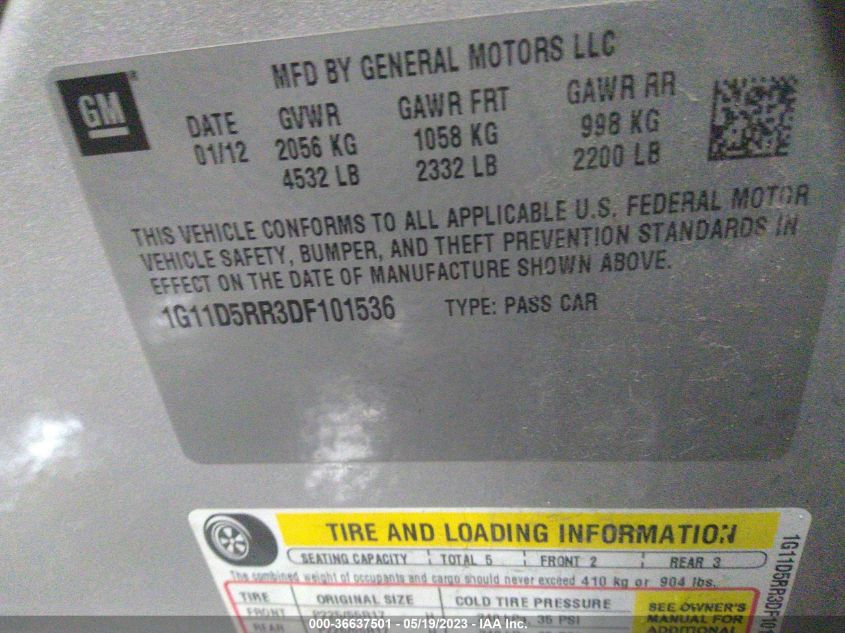 MFD BY GENERAL MOTORS LLC
GM
DATE GVWR GAWR FRT GAWR RR
01/12 2056 KG 1058 KG 998 KG
4532 LB 2332 LB 2200 LB
THIS VEHICLE CONFORMS TO ALL APPLICABLE U.S. FEDERAL MOTOR
VEHICLE SAFETY, BUMPER, AND THEFT PREVENTION STANDARDS IN
EFFECT ON THE DATE OF MANUFACTURE SHOWN ABOVE.
1G11D5RR3DF101536 TYPE: PASS CAR
TIRE AND LOADING INFORMATION
SEATING CAPACITY TOTAL 5 FRONT 2 REAR 3
The combined weight of occupants and cargo should never exceed 410 kg or 904 lbs.
TIRE ORIGINAL SIZE COLD TIRE PRESSURE
FRONT P225/55R17 35 PSI
REAR
SEE OWNER'S
MANUAL FOR
ADDITIONAL
1G11D5RR3DF10
000-36637501 - 05/19/2023 - IAA Inc.